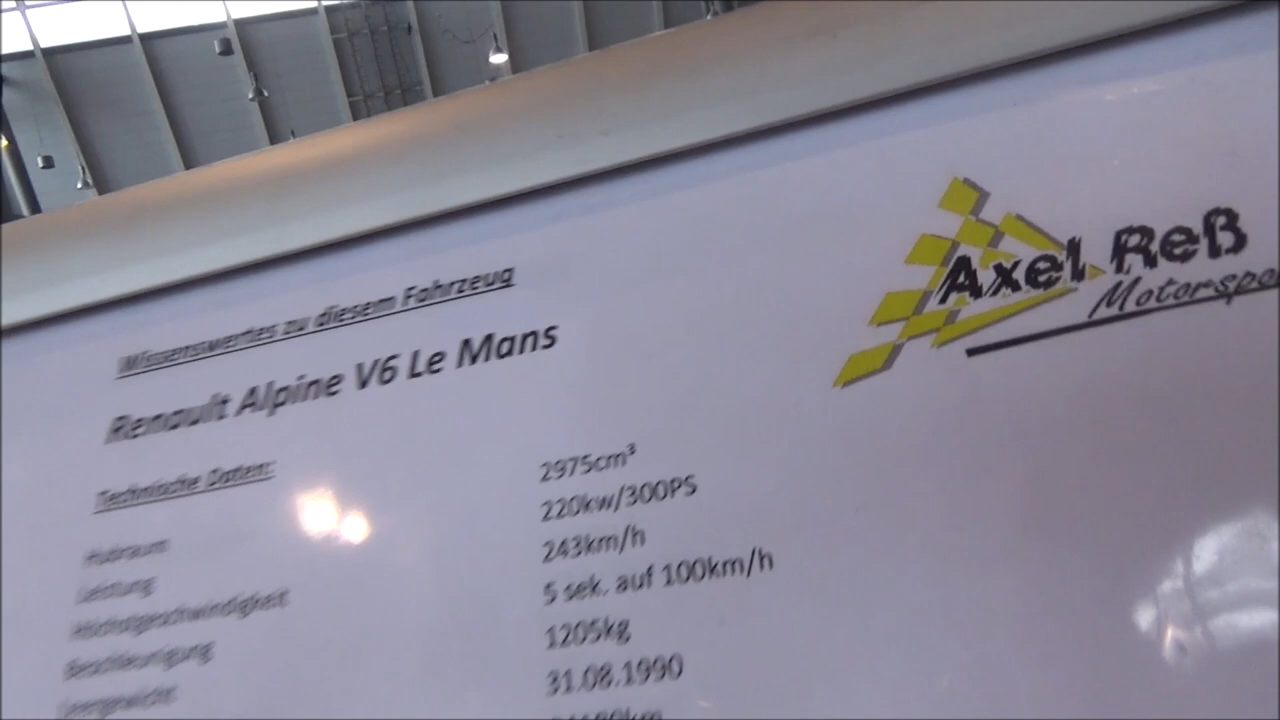 Axel Reß
Motorspo
Wissenswertes zu diesem Fahrzeug
Renault Alpine V6 Le Mans
Technische Daten:
Hubraum 2975cm³
Leistung 220kw/300PS
Höchstgeschwindigkeit 243km/h
Beschleunigung 5 sek. auf 100km/h
Leergewicht 1205kg
31.08.1990